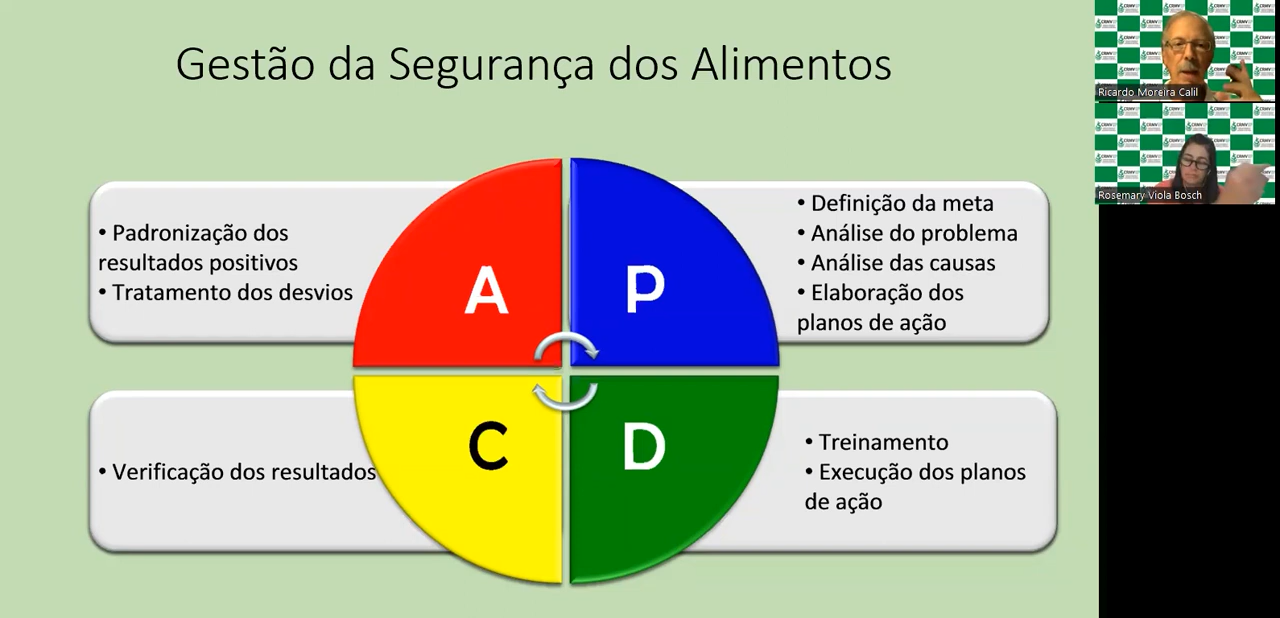 Gestão da Segurança dos Alimentos
• Padronização dos
resultados positivos
• Tratamento dos desvios
A
P
• Definição da meta
• Análise do problema
• Análise das causas
• Elaboração dos
planos de ação
• Verificação dos resultados
C
D
• Treinamento
• Execução dos planos
de ação
Ricardo Moreira Calil
Rosemary Viola Bosch